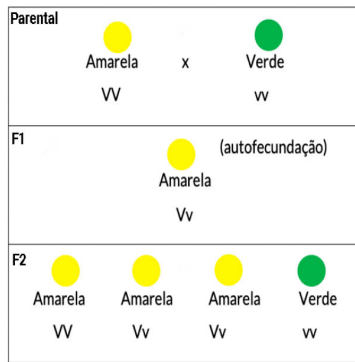 Parental
Amarela x Verde
VV vv
F1
(autofecundação)
Amarela
Vv
F2
Amarela Amarela Amarela Verde
VV Vv Vv vv